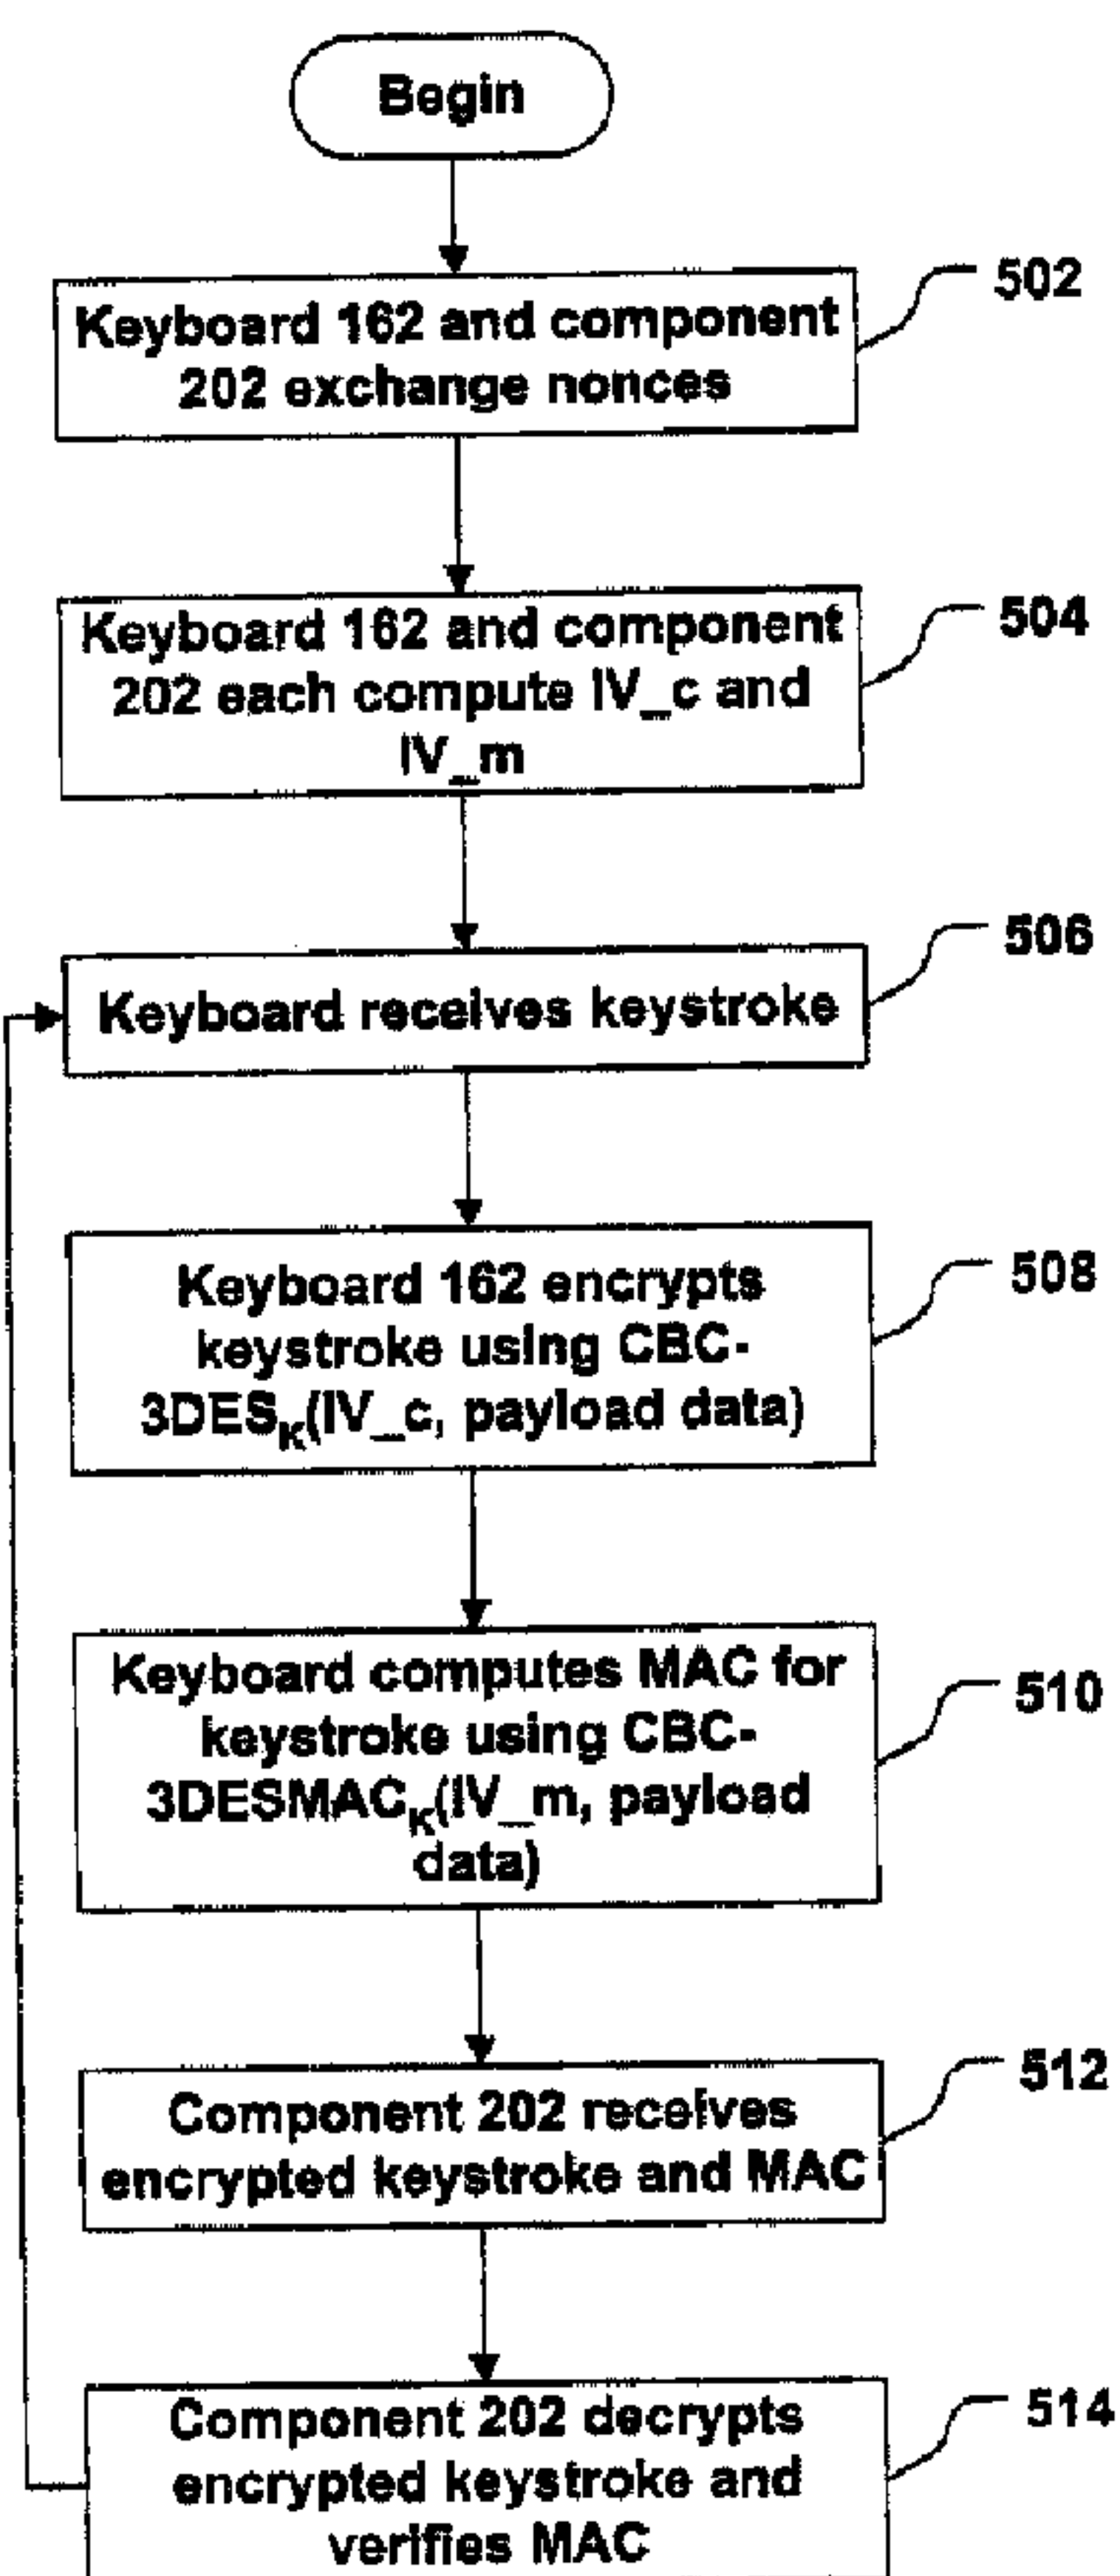 Begin
Keyboard 162 and component
202 exchange nonces
502
Keyboard 162 and component
202 each compute IV_c and
IV_m
504
Keyboard receives keystroke
506
Keyboard 162 encrypts
keystroke using CBC-
3DESK(IV_c, payload data)
508
Keyboard computes MAC for
keystroke using CBC-
3DESMACK(IV_m, payload
data)
510
Component 202 receives
encrypted keystroke and MAC
512
Component 202 decrypts
encrypted keystroke and
verifies MAC
514